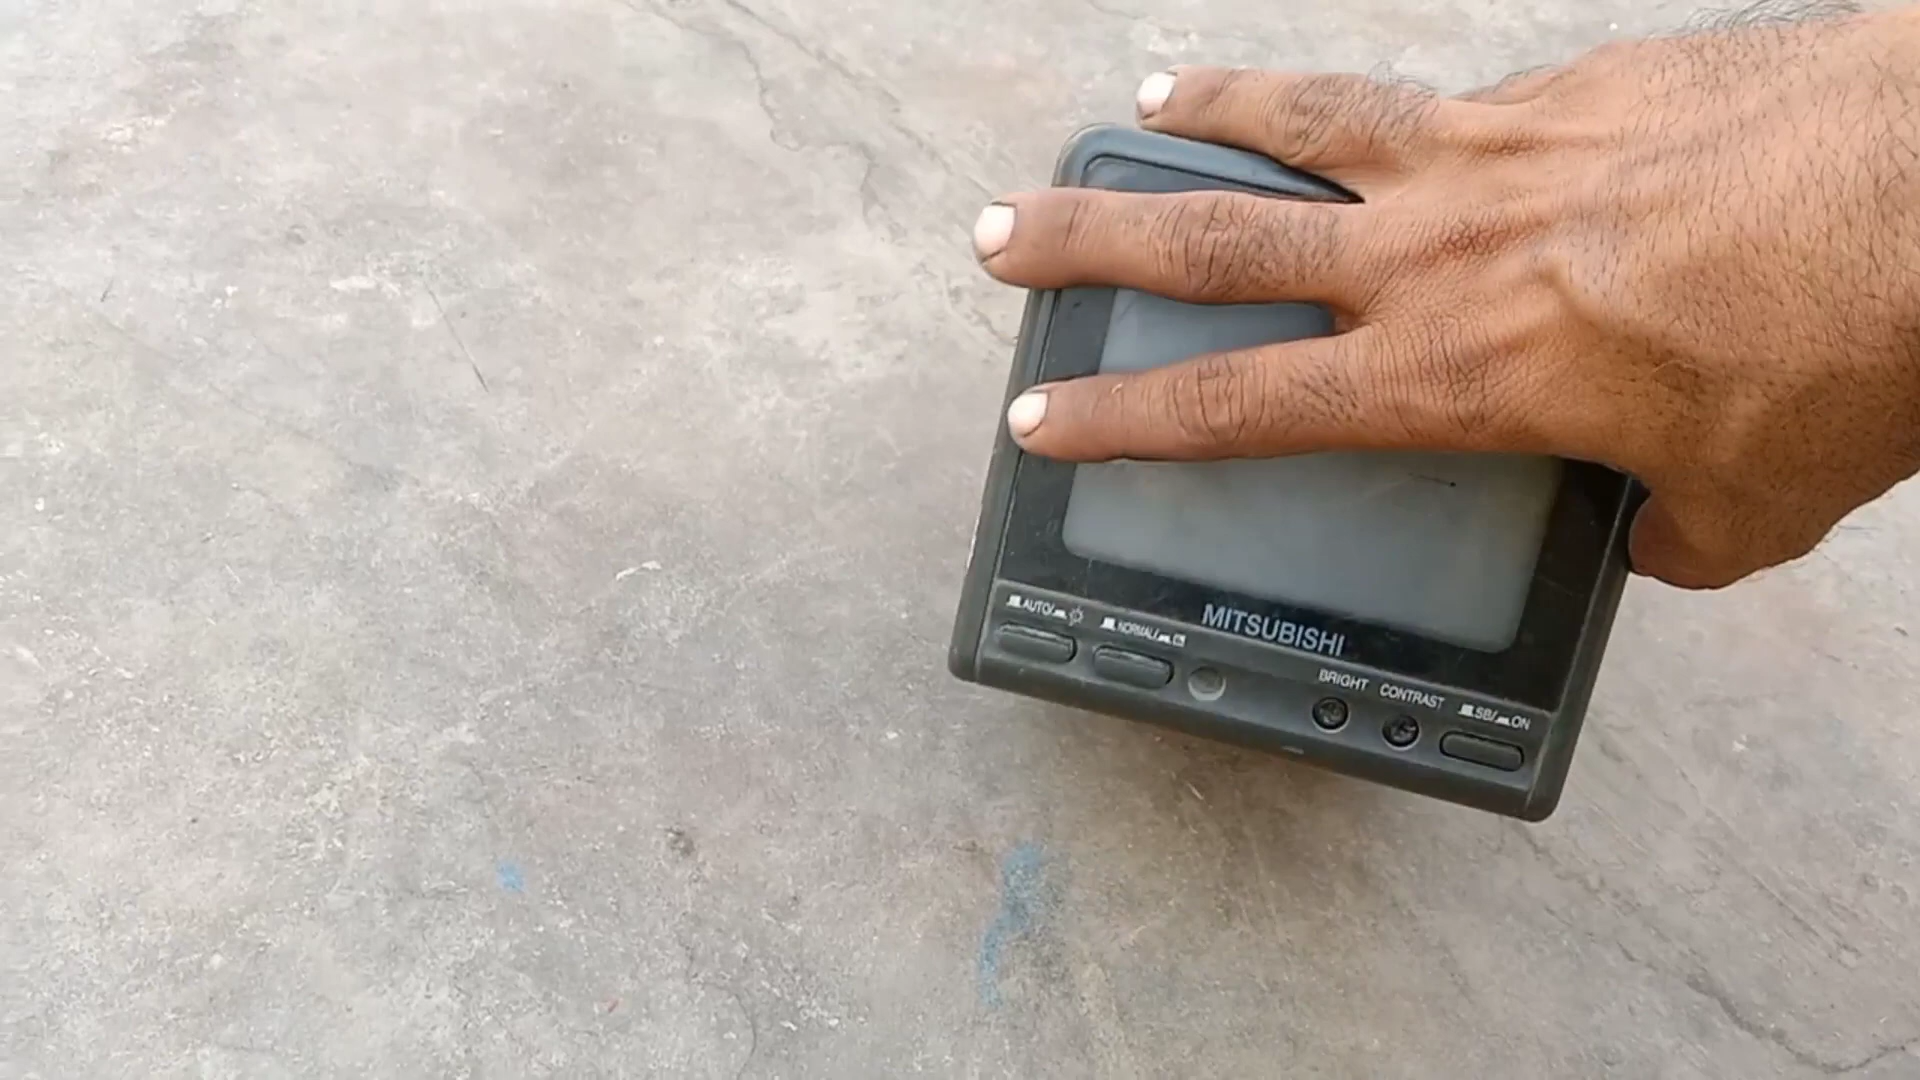 MITSUBISHI
AUTO/
NORMAL/
BRIGHT
CONTRAST
SB/ ON